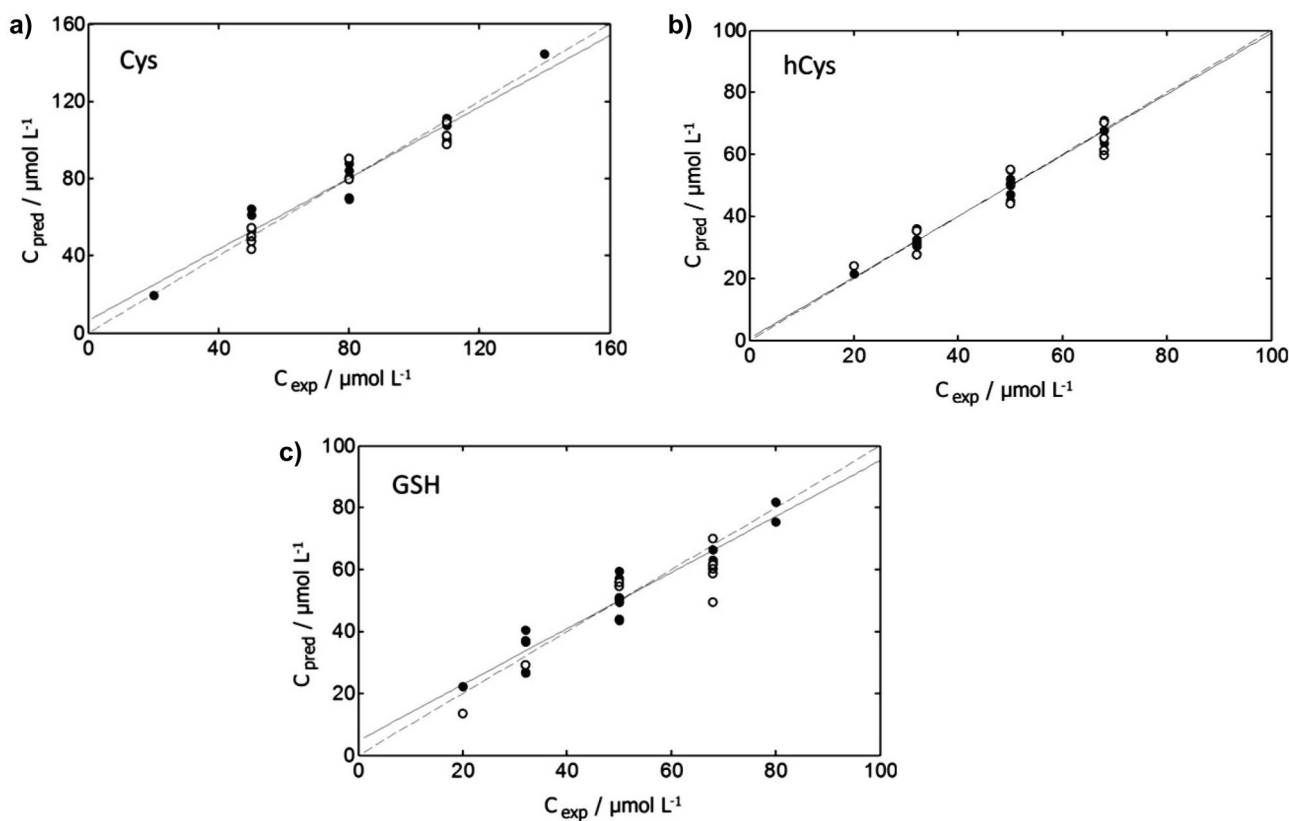 a)
Cys
160
120
80
40
0
C pred / µmol L-1
0 40 80 120 160
C exp / µmol L-1
b)
hCys
100
80
60
40
20
0
C pred / µmol L-1
0 20 40 60 80 100
C exp / µmol L-1
c)
GSH
100
80
60
40
20
0
C pred / µmol L-1
0 20 40 60 80 100
C exp / µmol L-1